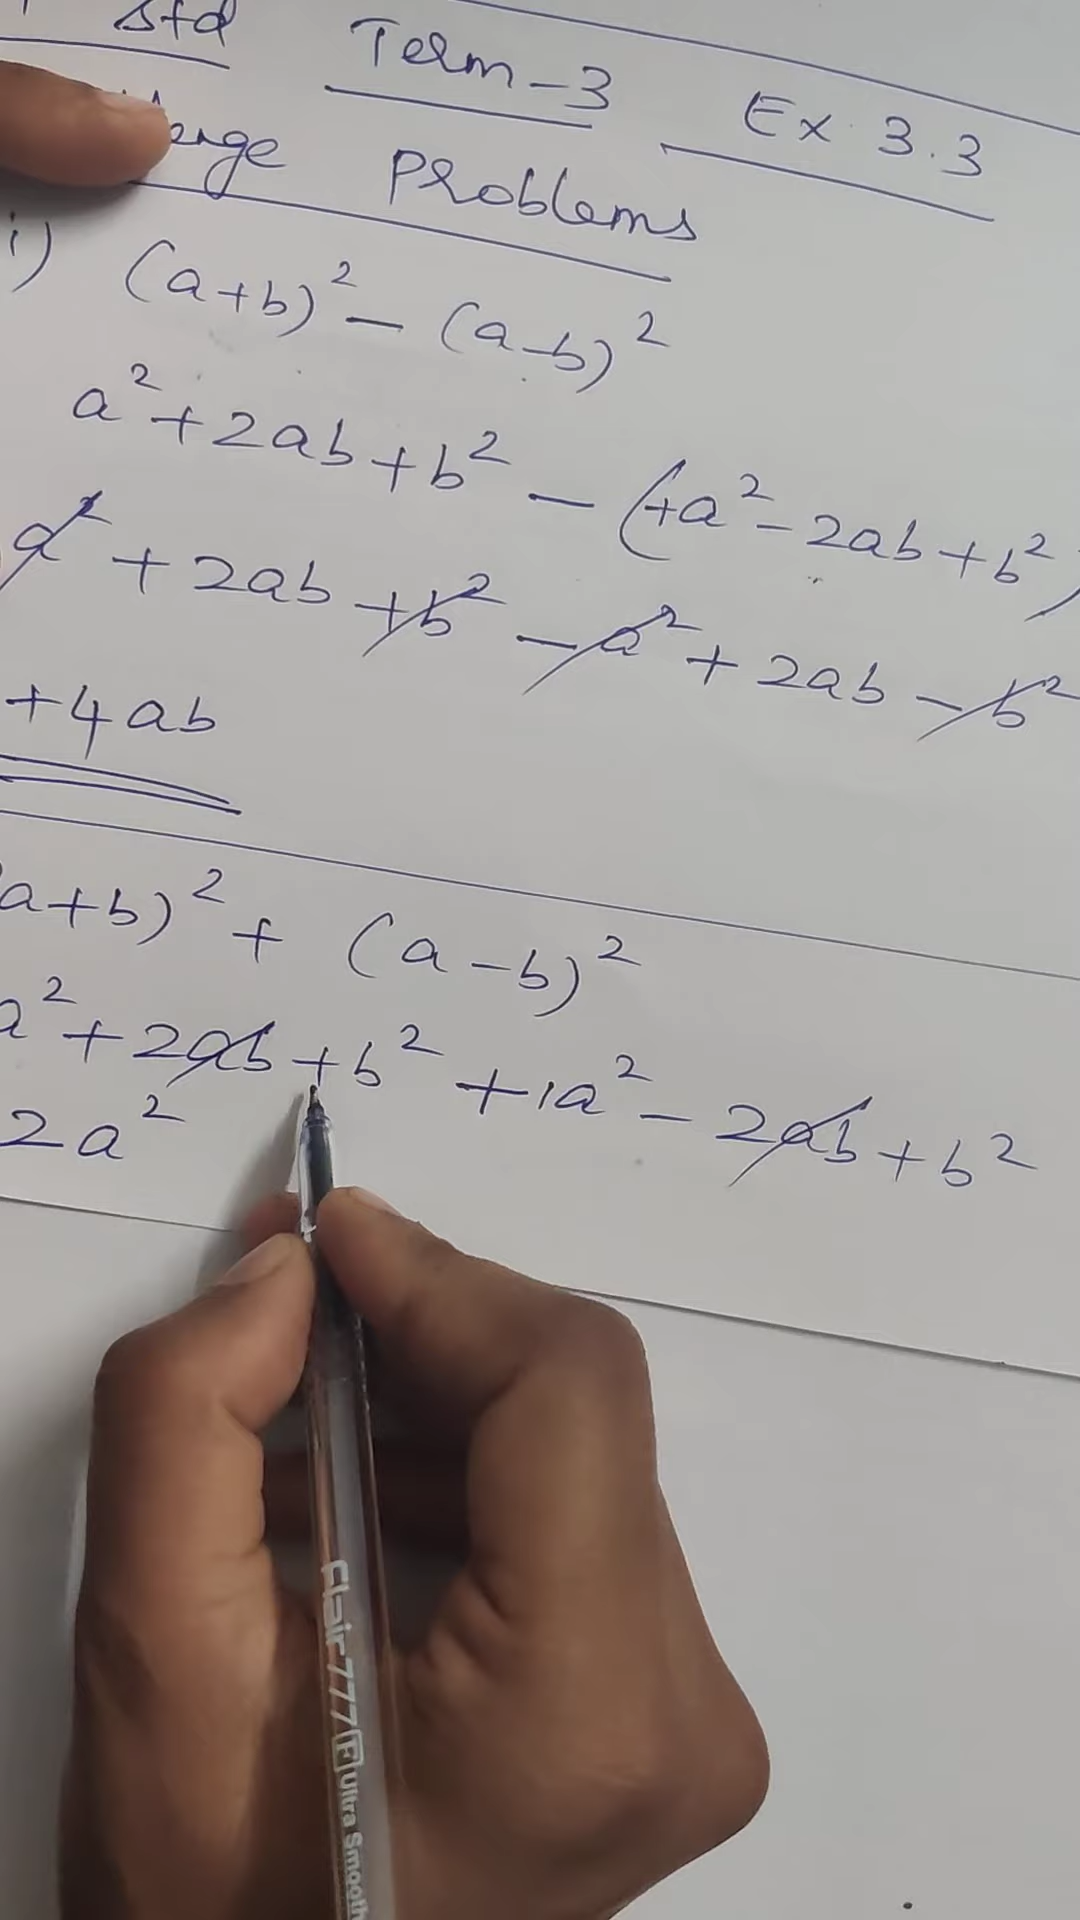 std Term-3 Ex 3.3
Problems
i) (a+b)² - (a-b)²
a² + 2ab + b² - (+a² - 2ab + b²)
a² + 2ab + b² - a² + 2ab - b²
+4ab
a+b)² + (a-b)²
a² + 2ab + b² + 1a² - 2ab + b²
2a²
Flair 777 F Ultra Smooth